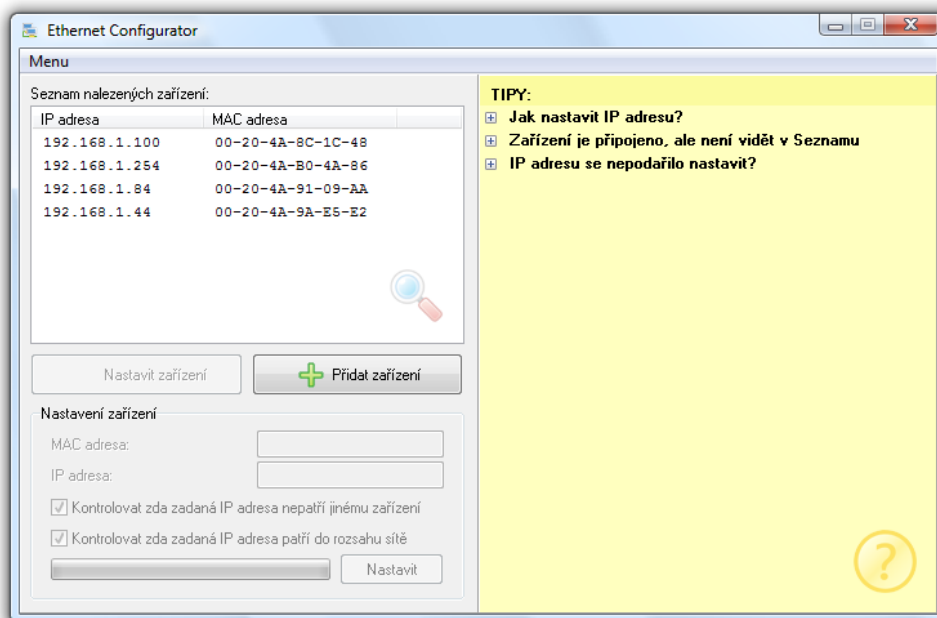 Ethernet Configurator
Menu
Seznam nalezených zařízení:
IP adresa MAC adresa
192.168.1.100 00-20-4A-8C-1C-48
192.168.1.254 00-20-4A-B0-4A-86
192.168.1.84 00-20-4A-91-09-AA
192.168.1.44 00-20-4A-9A-E5-E2
Nastavit zařízení Přidat zařízení
Nastavení zařízení
MAC adresa:
IP adresa:
Kontrolovat zda zadaná IP adresa nepatří jinému zařízení
Kontrolovat zda zadaná IP adresa patří do rozsahu sítě
Nastavit
TIPY:
Jak nastavit IP adresu?
Zařízení je připojeno, ale není vidět v Seznamu
IP adresu se nepodařilo nastavit?
?